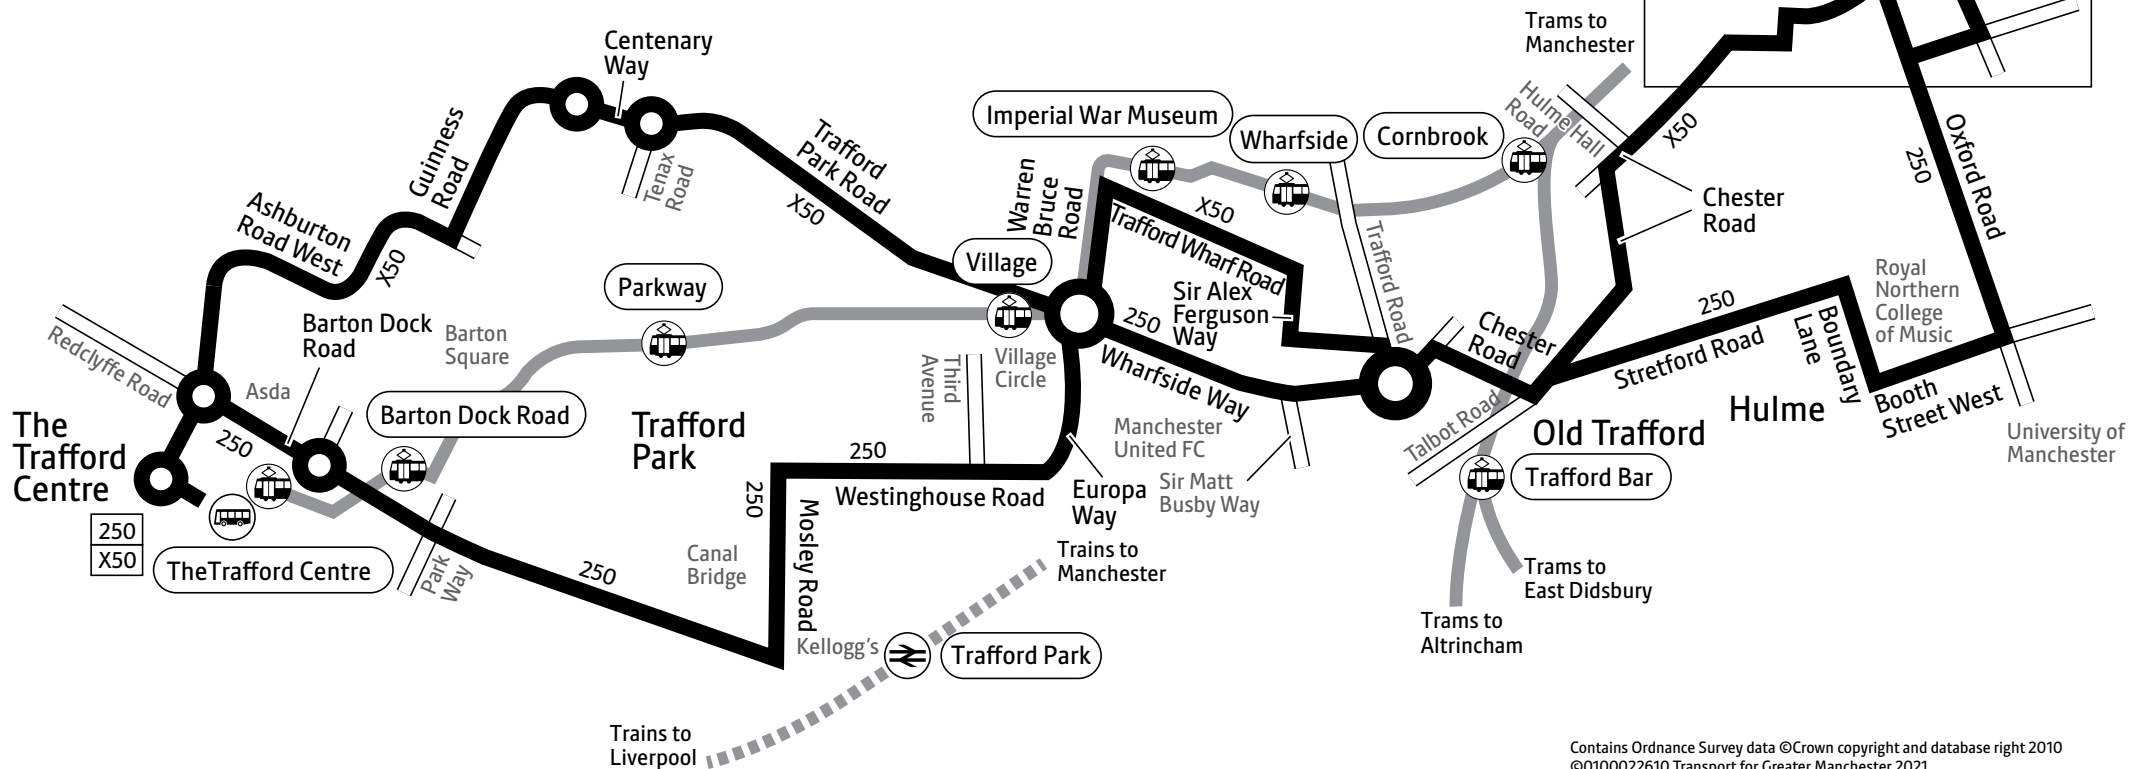 Trams to
Manchester
Centenary
Way
Guinness
Road
Tenax
Road
Trafford
Park Road
X50
Imperial War Museum
Wharfside
Cornbrook
Hulme Hall
Road
X50
Oxford Road
250
Chester
Road
Warren
Bruce
Road
X50
Trafford Wharf Road
Trafford Road
Ashburton
Road West
X50
Village
Parkway
Sir Alex
Ferguson
Way
250
Wharfside Way
Chester
Road
250
Stretford Road
Boundary
Lane
Royal
Northern
College
of Music
Booth
Street West
Redclyffe Road
Barton Dock
Road
Barton
Square
Asda
Village
Circle
Third
Avenue
The
Trafford
Centre
250
Barton Dock Road
Trafford
Park
Manchester
United FC
Talbot Road
Old Trafford
Hulme
University of
Manchester
250
Westinghouse Road
Europa
Way
Sir Matt
Busby Way
Trafford Bar
250
X50
TheTrafford Centre
Park
Way
250
Canal
Bridge
250
Mosley Road
Trains to
Manchester
Trams to
East Didsbury
Trams to
Altrincham
Kellogg's
Trafford Park
Trains to
Liverpool
Contains Ordnance Survey data ©Crown copyright and database right 2010
©0100022610 Transport for Greater Manchester 2021